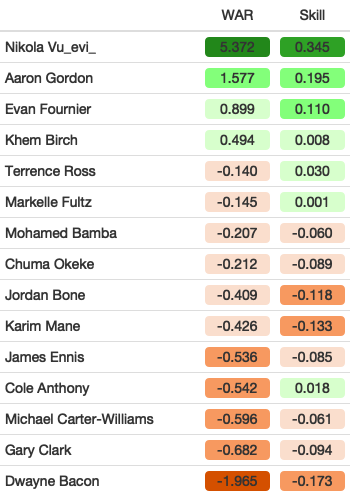 WAR Skill
Nikola Vu_evi_ 5.372 0.345
Aaron Gordon 1.577 0.195
Evan Fournier 0.899 0.110
Khem Birch 0.494 0.008
Terrence Ross -0.140 0.030
Markelle Fultz -0.145 0.001
Mohamed Bamba -0.207 -0.060
Chuma Okeke -0.212 -0.089
Jordan Bone -0.409 -0.118
Karim Mane -0.426 -0.133
James Ennis -0.536 -0.085
Cole Anthony -0.542 0.018
Michael Carter-Williams -0.596 -0.061
Gary Clark -0.682 -0.094
Dwayne Bacon -1.965 -0.173